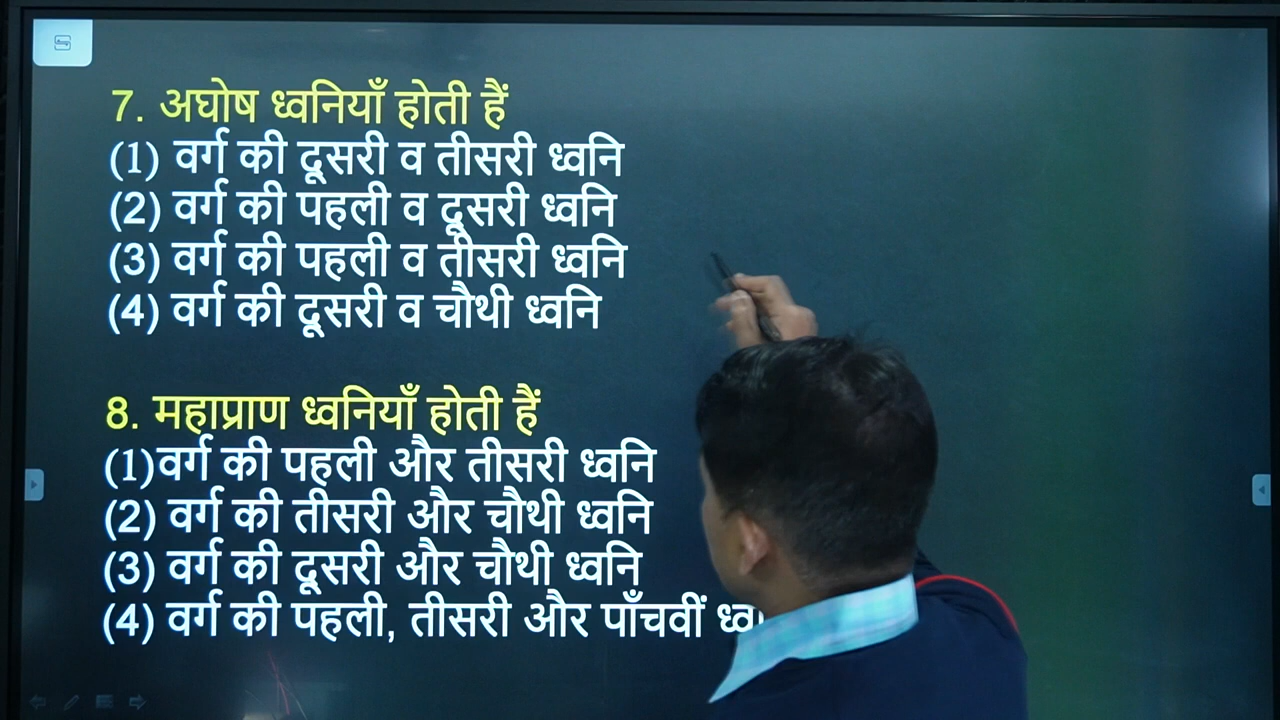 7. अघोष ध्वनियाँ होती हैं
(1) वर्ग की दूसरी व तीसरी ध्वनि
(2) वर्ग की पहली व दूसरी ध्वनि
(3) वर्ग की पहली व तीसरी ध्वनि
(4) वर्ग की दूसरी व चौथी ध्वनि
8. महाप्राण ध्वनियाँ होती हैं
(1)वर्ग की पहली और तीसरी ध्वनि
(2) वर्ग की तीसरी और चौथी ध्वनि
(3) वर्ग की दूसरी और चौथी ध्वनि
(4) वर्ग की पहली, तीसरी और पाँचवीं